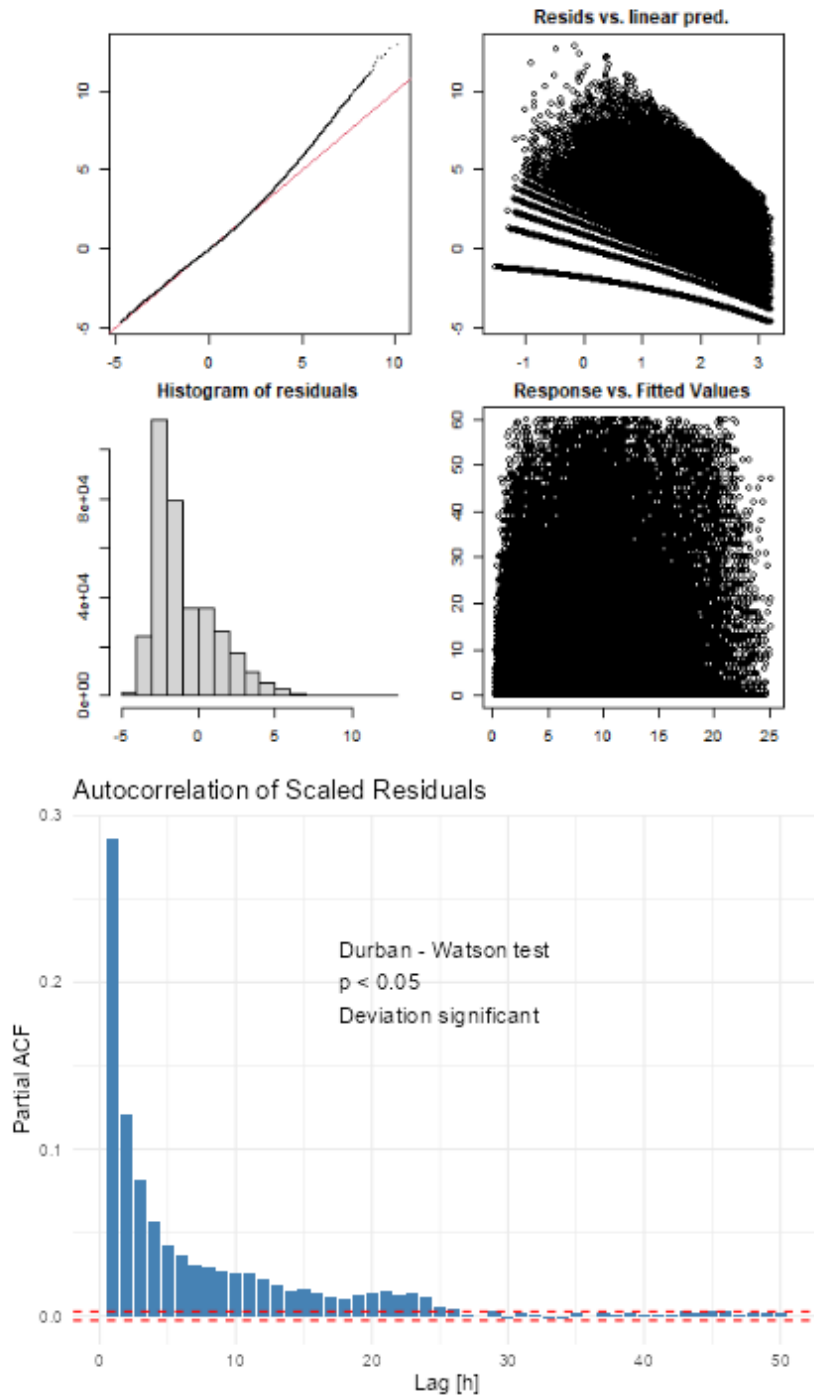 Resids vs. linear pred.
10
5
0
-5
-5 0 5 10
10
5
0
-5
-1 0 1 2 3
Histogram of residuals
Response vs. Fitted Values
8e+04
4e+04
0e+00
-5 0 5 10
60
50
40
30
20
10
0
0 5 10 15 20 25
Autocorrelation of Scaled Residuals
0.3
0.2
0.1
0.0
Partial ACF
Durban - Watson test
p < 0.05
Deviation significant
0 10 20 30 40 50
Lag [h]